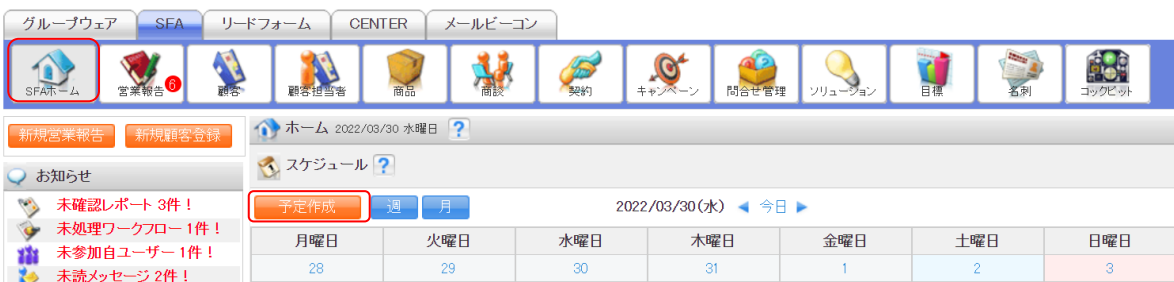 グループウェア SFA リードフォーム CENTER メールビーコン
SFAホーム 営業報告 6 顧客 顧客担当者 商品 商談 契約 キャンペーン 問合せ管理 ソリューション 目標 名刺 コックピット
新規営業報告 新規顧客登録 ホーム 2022/03/30 水曜日 ?
スケジュール ?
お知らせ
未確認レポート 3件！
予定作成 週 月 2022/03/30(水) 今日
未処理ワークフロー 1件！
月曜日 火曜日 水曜日 木曜日 金曜日 土曜日 日曜日
未参加自ユーザー 1件！
28 29 30 31 1 2 3
未読メッセージ 2件！